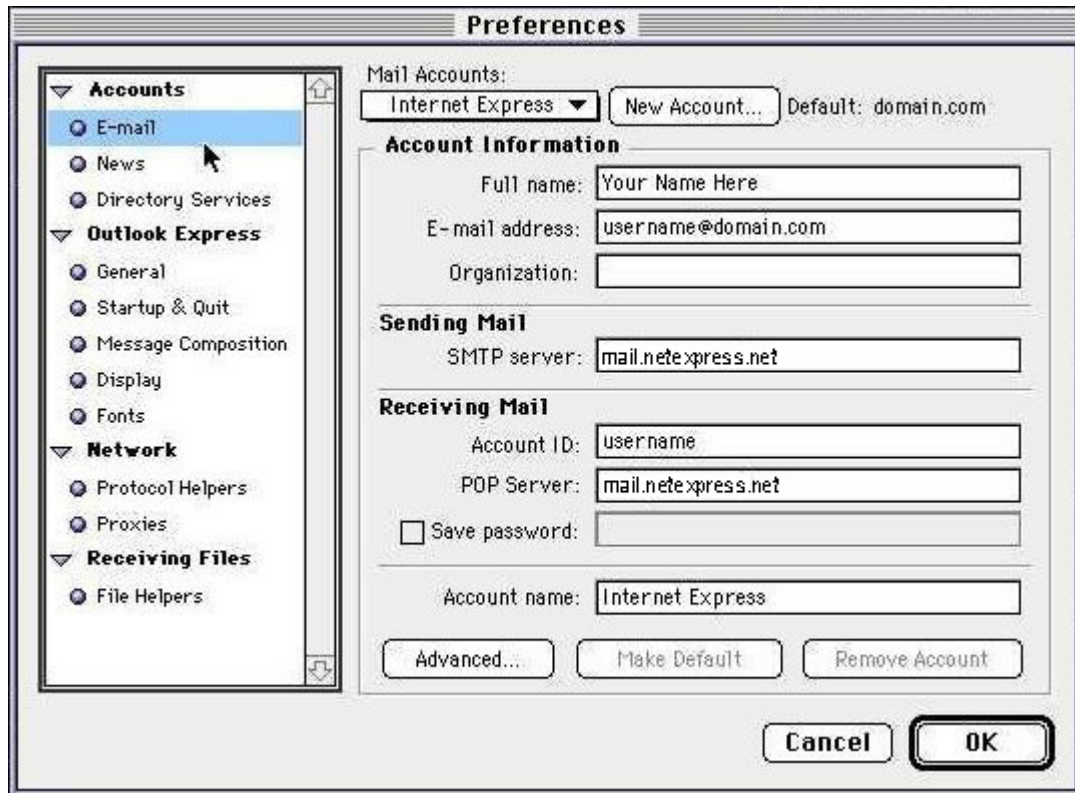 Preferences
Accounts
E-mail
News
Directory Services
Outlook Express
General
Startup & Quit
Message Composition
Display
Fonts
Network
Protocol Helpers
Proxies
Receiving Files
File Helpers
Mail Accounts:
Internet Express New Account... Default: domain.com
Account Information
Full name: Your Name Here
E-mail address: username@domain.com
Organization:
Sending Mail
SMTP server: mail.netexpress.net
Receiving Mail
Account ID: username
POP Server: mail.netexpress.net
Save password:
Account name: Internet Express
Advanced... Make Default Remove Account
Cancel OK